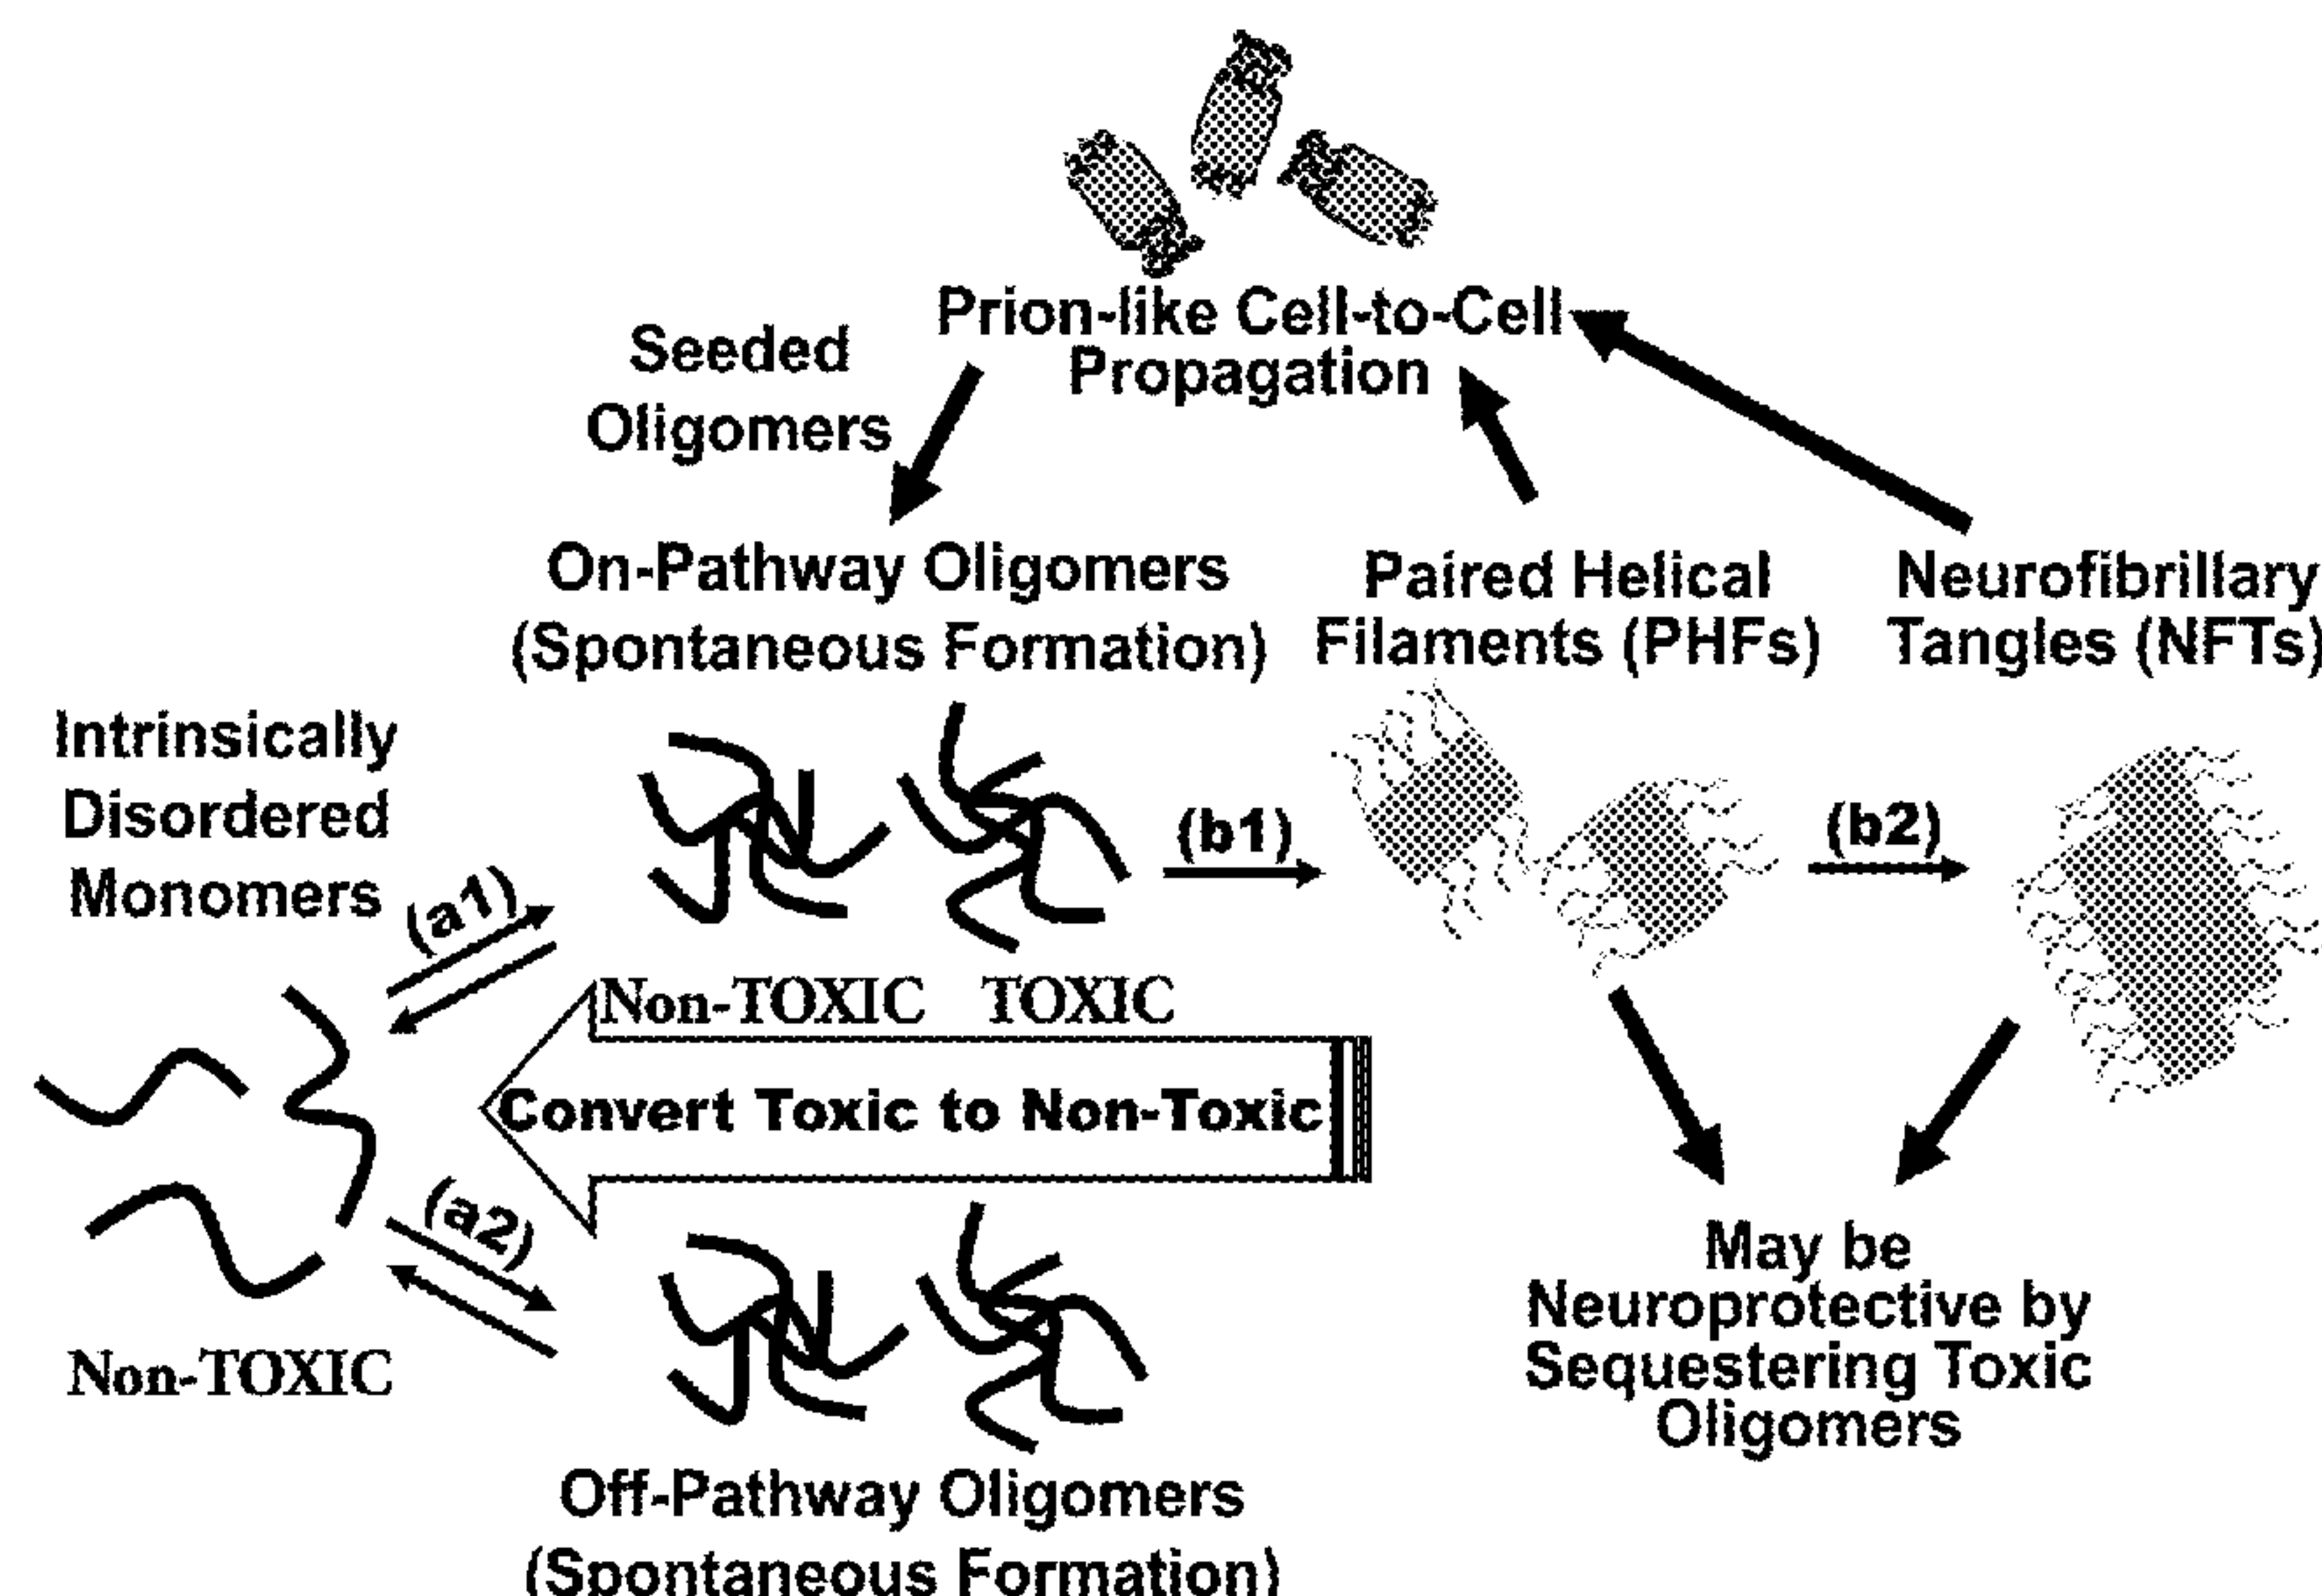 Prion-like Cell-to-Cell
Propagation
Seeded
Oligomers
On-Pathway Oligomers
(Spontaneous Formation)
Paired Helical
Filaments (PHFs)
Neurofibrillary
Tangles (NFTs)
Intrinsically
Disordered
Monomers
(a1)
(b1)
(b2)
Non-TOXIC
TOXIC
Convert Toxic to Non-Toxic
(a2)
Non-TOXIC
May be
Neuroprotective by
Sequestering Toxic
Oligomers
Off-Pathway Oligomers
(Spontaneous Formation)